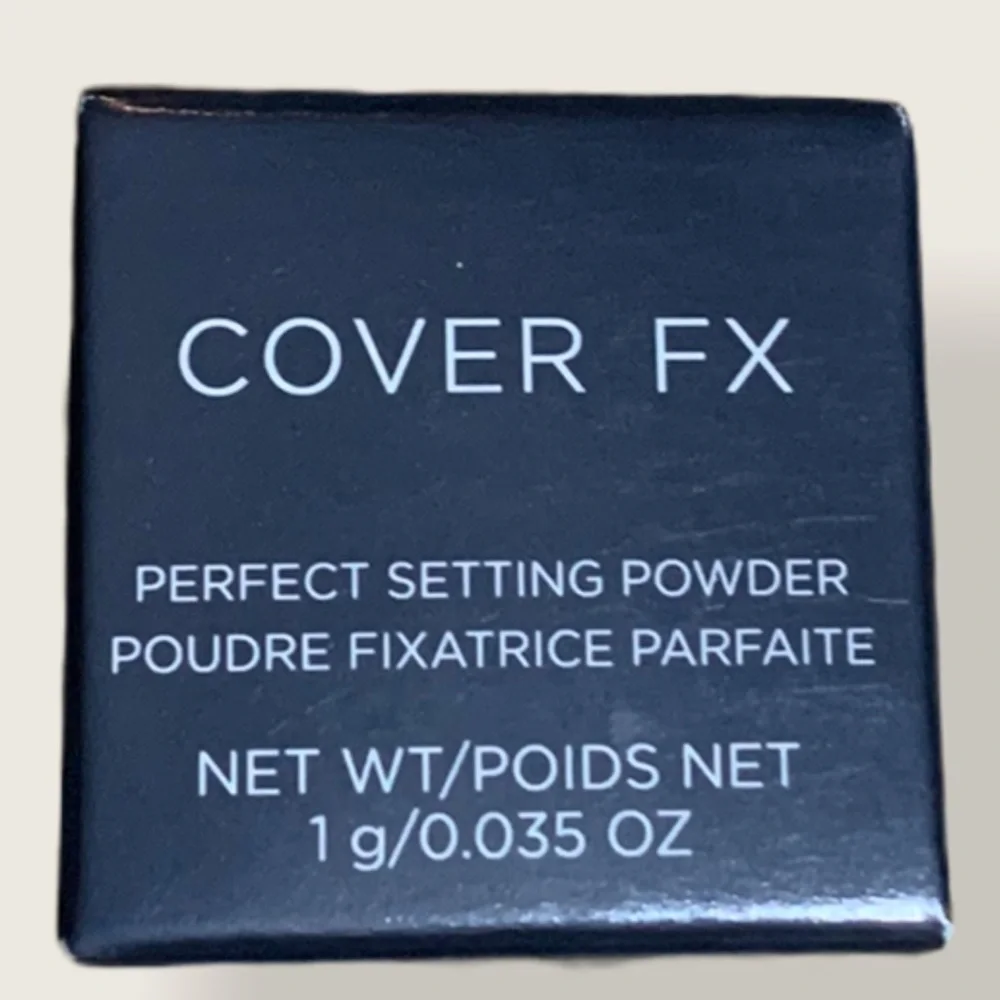 COVER FX
PERFECT SETTING POWDER
POUDRE FIXATRICE PARFAITE
NET WT/POIDS NET
1 g/0.035 OZ